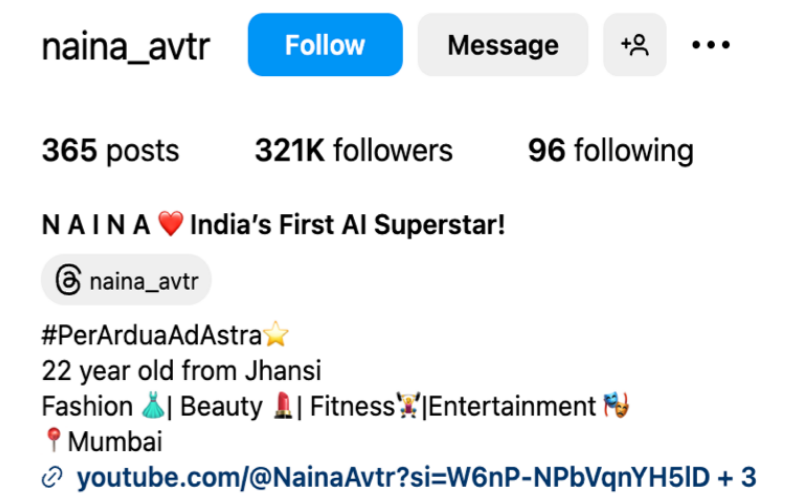 naina_avtr Follow Message
365 posts 321K followers 96 following
N A I N A ❤️ India's First AI Superstar!
naina_avtr
#PerArduaAdAstra⭐
22 year old from Jhansi
Fashion 👗| Beauty 💄| Fitness🏋️‍♀️|Entertainment 🎭
📍Mumbai
youtube.com/@NainaAvtr?si=W6nP-NPbVqnYH5lD + 3